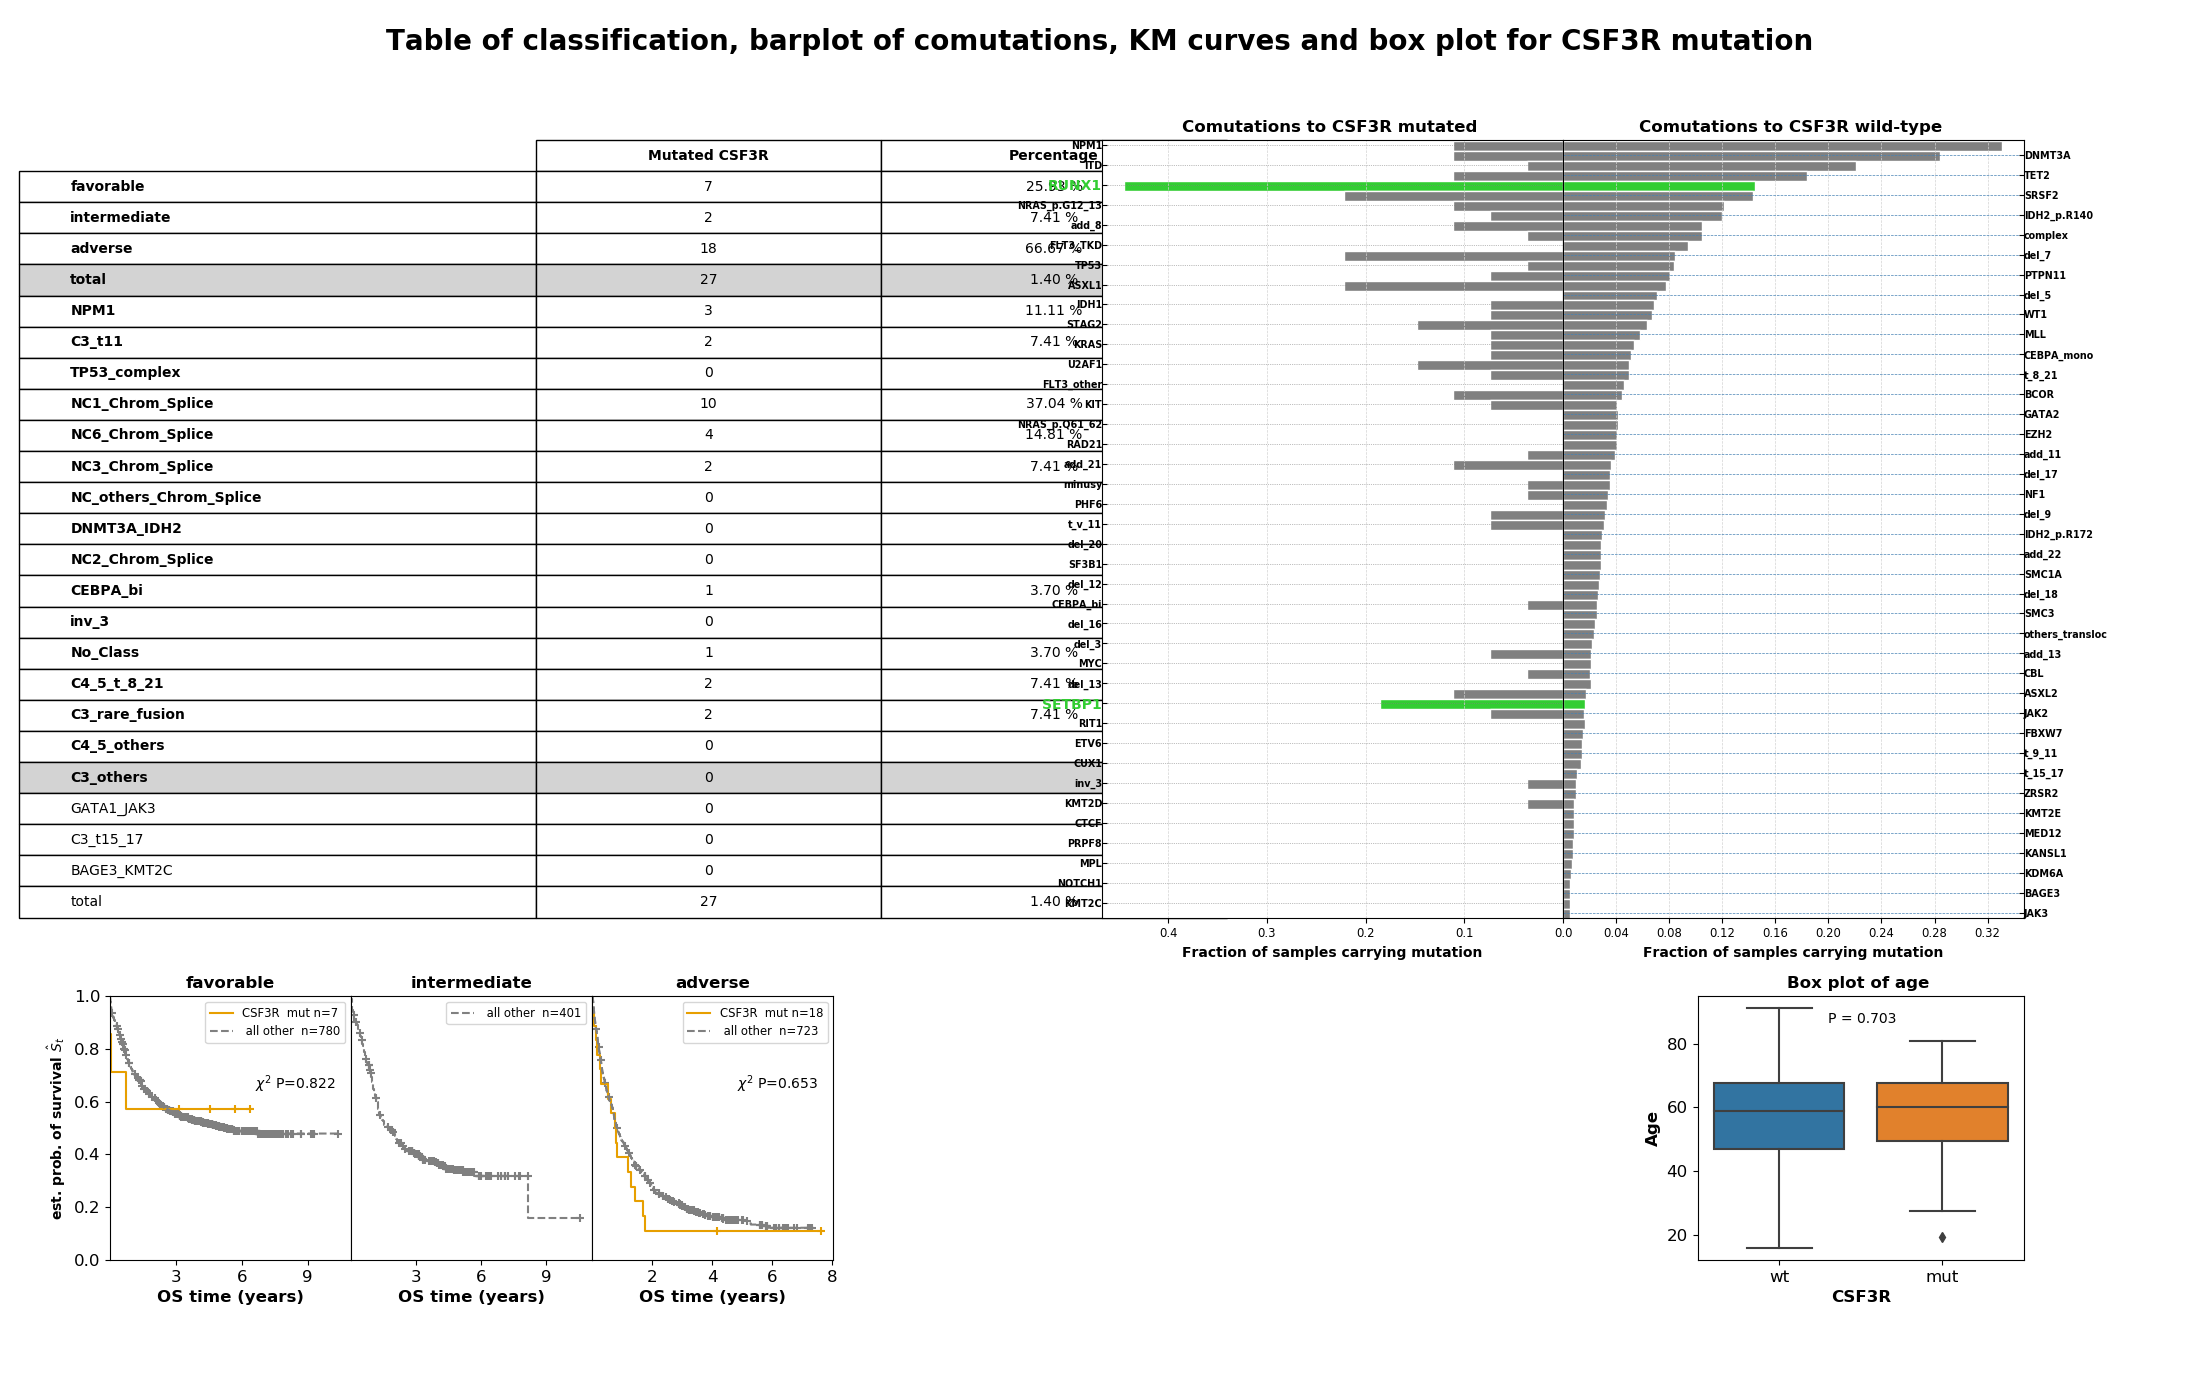 Table of classification, barplot of comutations, KM curves and box plot for CSF3R mutation
Mutated CSF3R Percentage
favorable 7 25.93 %
intermediate 2 7.41 %
adverse 18 66.67 %
total 27 1.40 %
NPM1 3 11.11 %
C3_t11 2 7.41 %
TP53_complex 0
NC1_Chrom_Splice 10 37.04 %
NC6_Chrom_Splice 4 14.81 %
NC3_Chrom_Splice 2 7.41 %
NC_others_Chrom_Splice 0
DNMT3A_IDH2 0
NC2_Chrom_Splice 0
CEBPA_bi 1 3.70 %
inv_3 0
No_Class 1 3.70 %
C4_5_t_8_21 2 7.41 %
C3_rare_fusion 2 7.41 %
C4_5_others 0
C3_others 0
GATA1_JAK3 0
C3_t15_17 0
BAGE3_KMT2C 0
total 27 1.40 %
Comutations to CSF3R mutated
NPM1
ITD
RUNX1
NRAS_p.G12_13
add_8
FLT3_TKD
TP53
ASXL1
IDH1
STAG2
KRAS
U2AF1
FLT3_other
KIT
NRAS_p.Q61_62
RAD21
add_21
minusy
PHF6
t_v_11
del_20
SF3B1
del_12
CEBPA_bi
del_16
del_3
MYC
del_13
SETBP1
RIT1
ETV6
CUX1
inv_3
KMT2D
CTCF
PRPF8
MPL
NOTCH1
KMT2C
0.4 0.3 0.2 0.1 0.0
Fraction of samples carrying mutation
Comutations to CSF3R wild-type
DNMT3A
TET2
SRSF2
IDH2_p.R140
complex
del_7
PTPN11
del_5
WT1
MLL
CEBPA_mono
t_8_21
BCOR
GATA2
EZH2
add_11
del_17
NF1
del_9
IDH2_p.R172
add_22
SMC1A
del_18
SMC3
others_transloc
add_13
CBL
ASXL2
JAK2
FBXW7
t_9_11
t_15_17
ZRSR2
KMT2E
MED12
KANSL1
KDM6A
BAGE3
JAK3
0.04 0.08 0.12 0.16 0.20 0.24 0.28 0.32
Fraction of samples carrying mutation
favorable
est. prob. of survival Ŝt
1.0
0.8
0.6
0.4
0.2
0.0
CSF3R mut n=7
all other n=780
χ² P=0.822
3 6 9
OS time (years)
intermediate
all other n=401
3 6 9
OS time (years)
adverse
CSF3R mut n=18
all other n=723
χ² P=0.653
2 4 6 8
OS time (years)
Box plot of age
P = 0.703
Age
80
60
40
20
wt mut
CSF3R